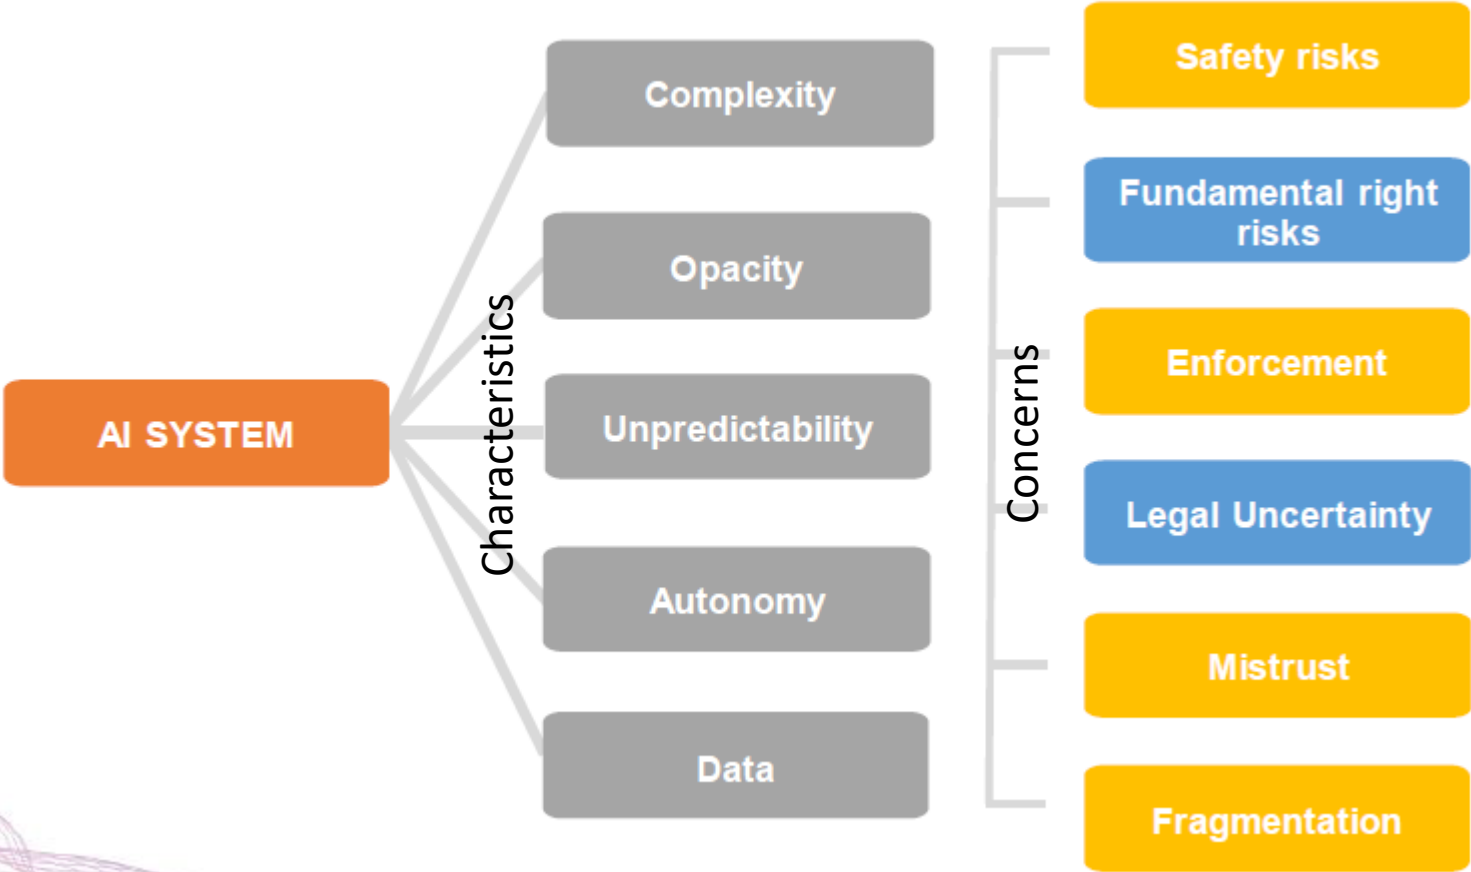 AI SYSTEM
Characteristics
Complexity
Opacity
Unpredictability
Autonomy
Data
Concerns
Safety risks
Fundamental right
risks
Enforcement
Legal Uncertainty
Mistrust
Fragmentation